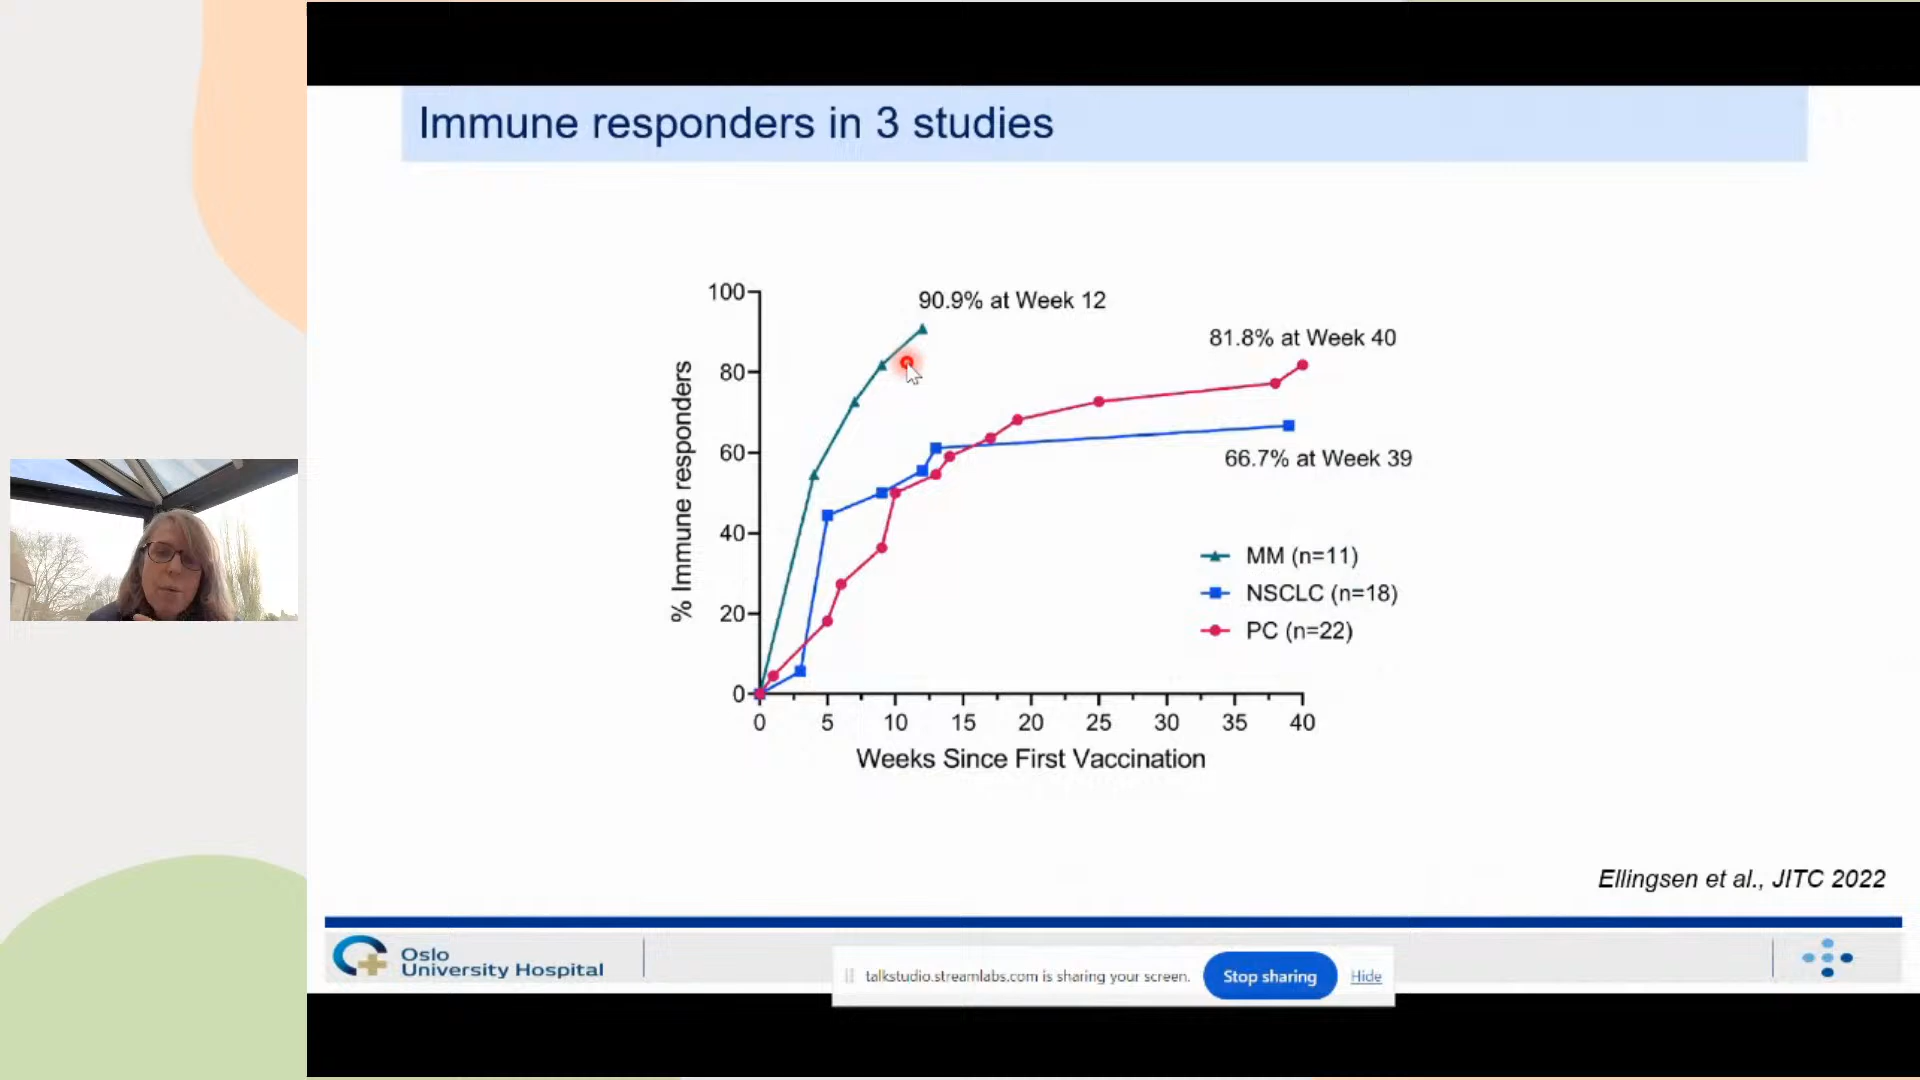 Immune responders in 3 studies
100
80
60
40
20
0
% Immune responders
90.9% at Week 12
81.8% at Week 40
66.7% at Week 39
MM (n=11)
NSCLC (n=18)
PC (n=22)
0 5 10 15 20 25 30 35 40
Weeks Since First Vaccination
Ellingsen et al., JITC 2022
Oslo
University Hospital
talkstudio.streamlabs.com is sharing your screen.
Stop sharing
Hide